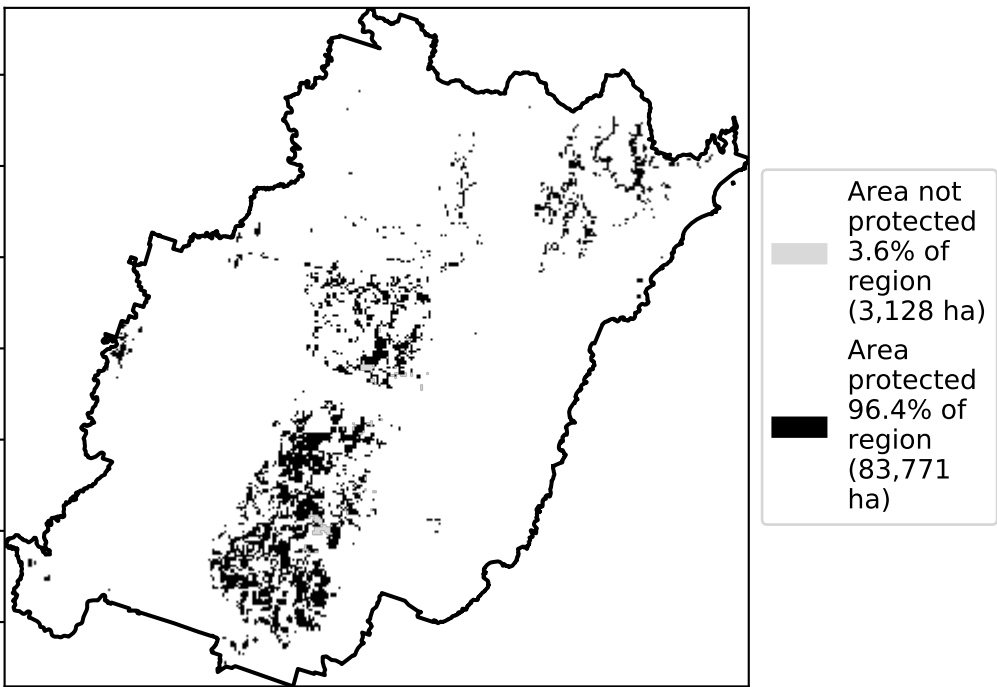 Area not
protected
3.6% of
region
(3,128 ha)
Area
protected
96.4% of
region
(83,771
ha)